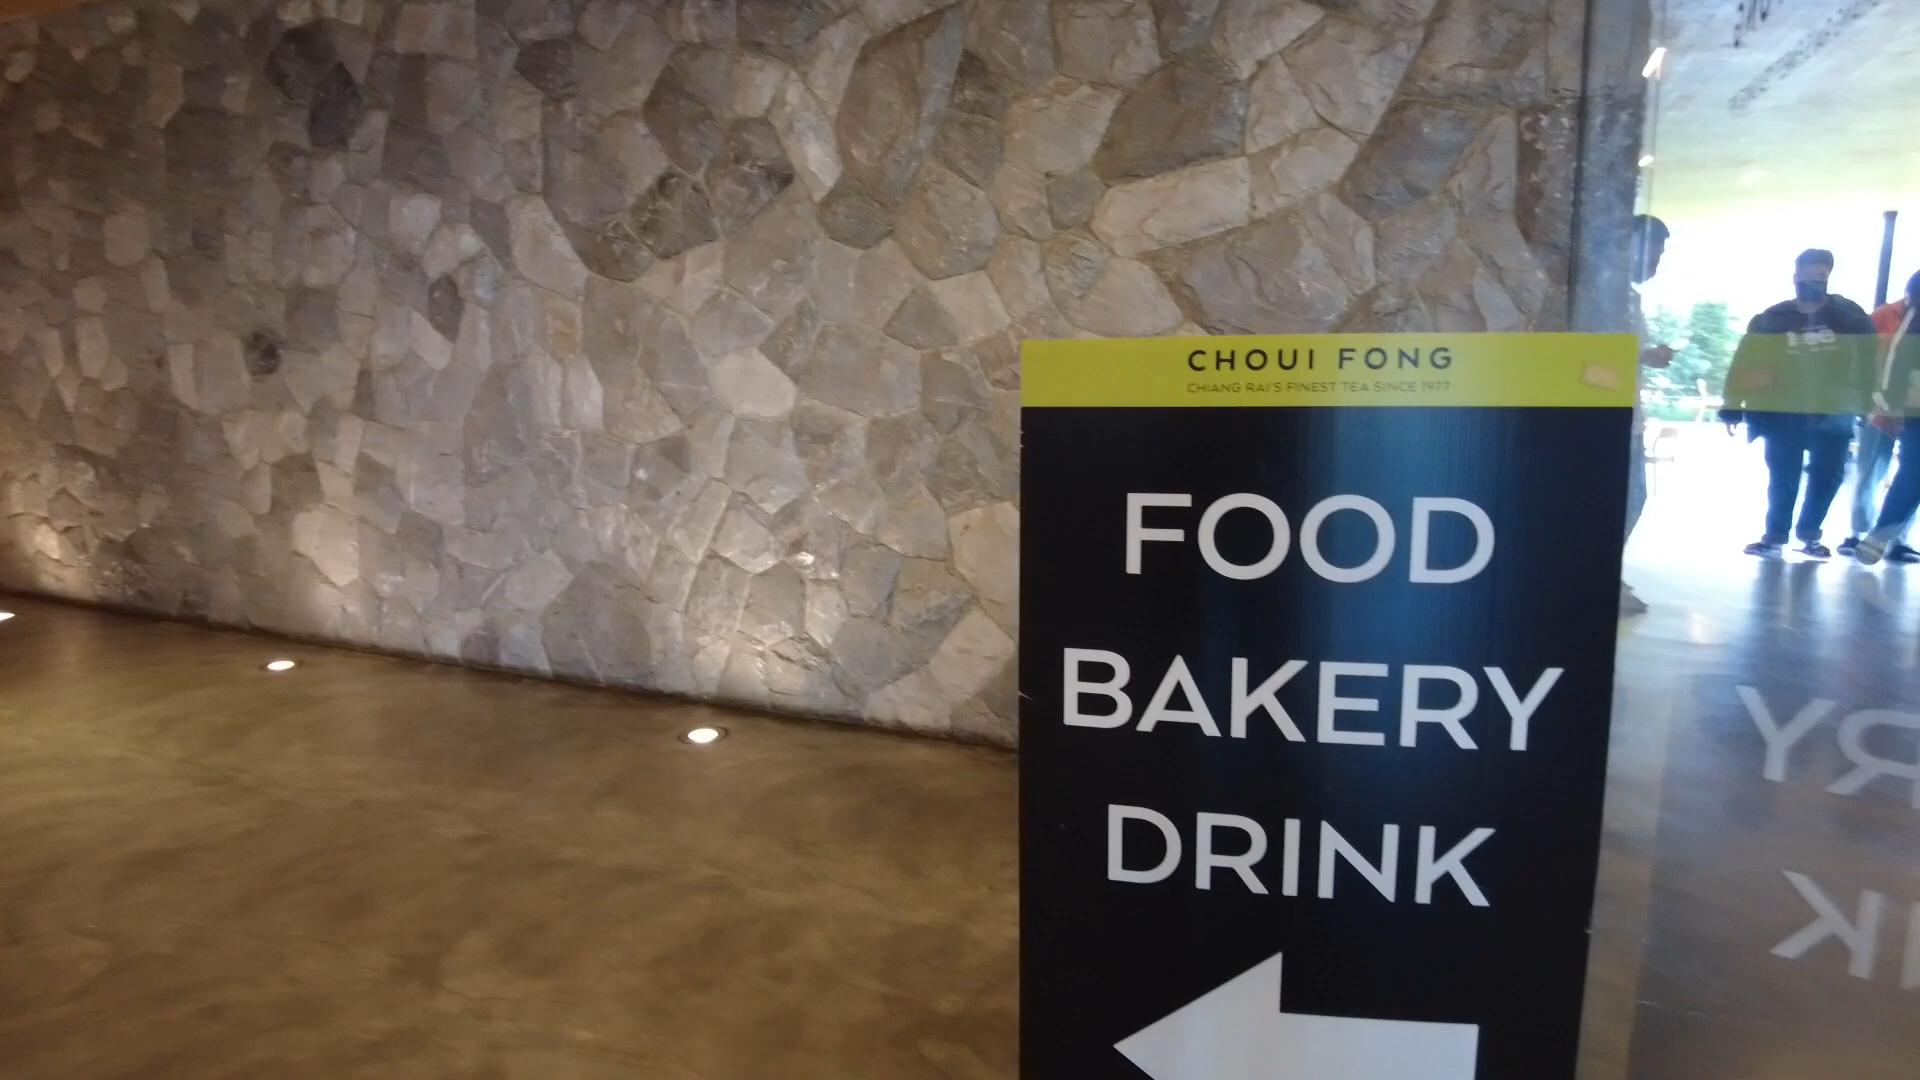 CHOUI FONG
CHIANG RAI'S FINEST TEA SINCE 1977
FOOD
BAKERY
DRINK